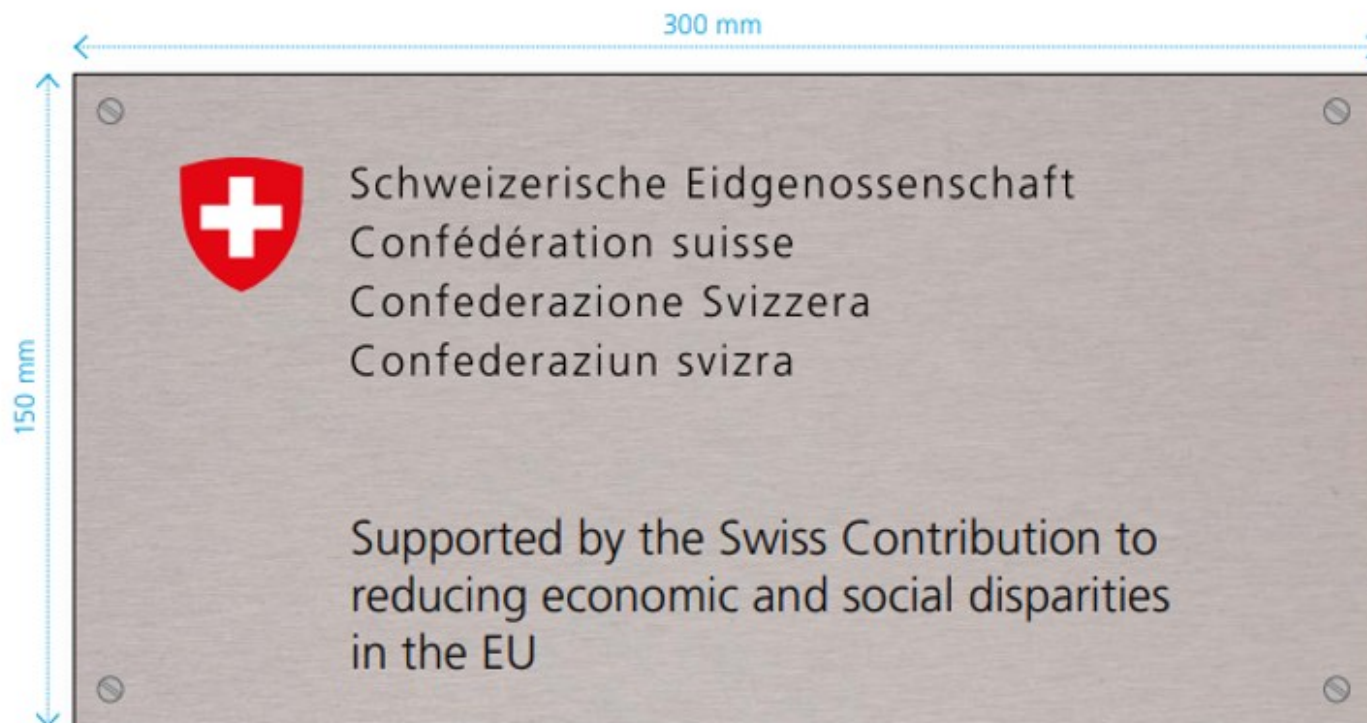 300 mm
150 mm
Schweizerische Eidgenossenschaft
Confédération suisse
Confederazione Svizzera
Confederaziun svizra
Supported by the Swiss Contribution to
reducing economic and social disparities
in the EU